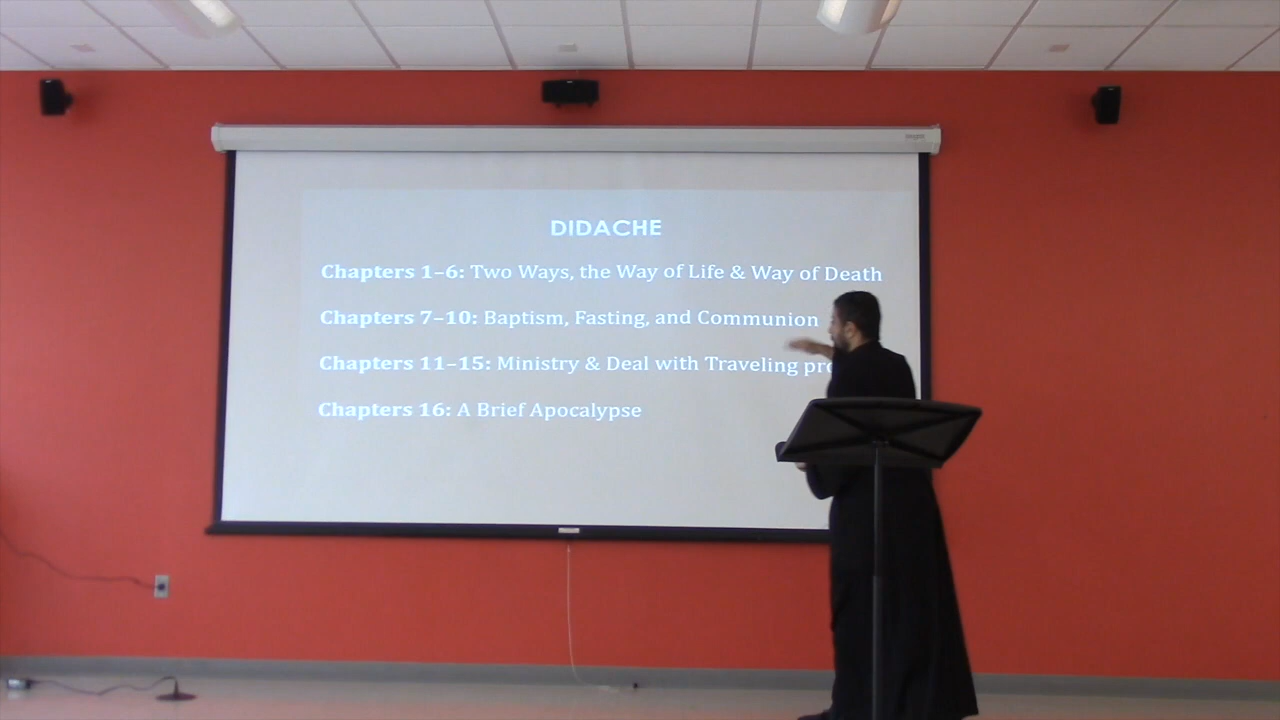 DIDACHE
Chapters 1–6: Two Ways, the Way of Life & Way of Death
Chapters 7–10: Baptism, Fasting, and Communion
Chapters 11–15: Ministry & Deal with Traveling
Chapters 16: A Brief Apocalypse